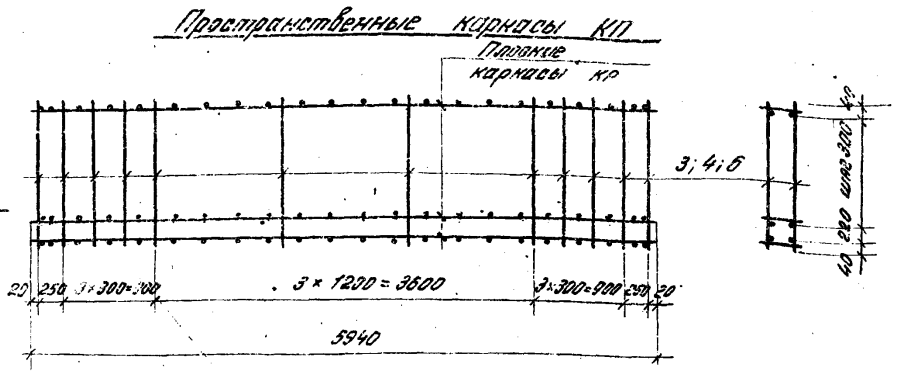 Пространственные каркасы КП
Плоские
каркасы КР
3; 4; 6
40
шаг 300
220
40
20 250 3×300=900 3 × 1200 = 3600 3×300=900 250 20
5940